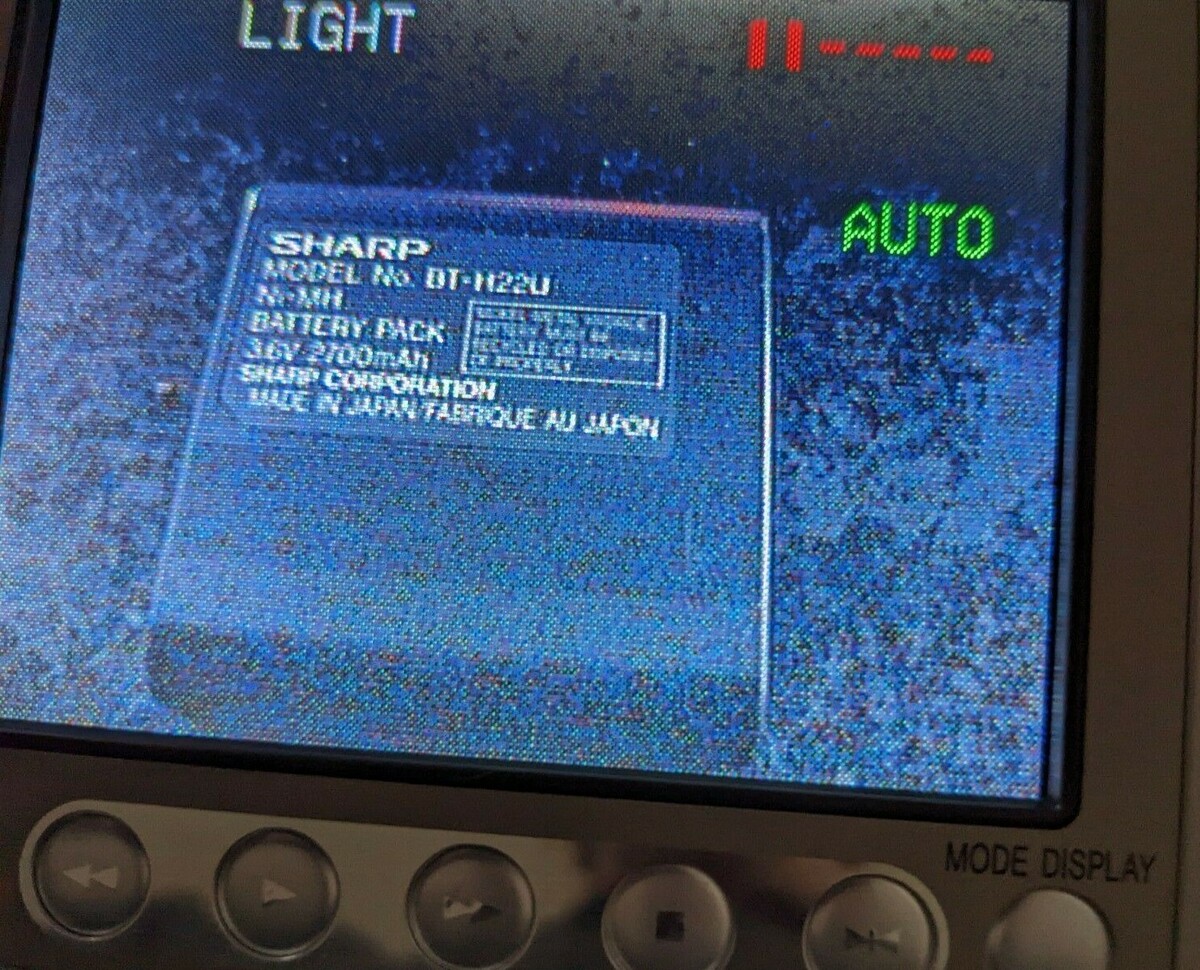 LIGHT
AUTO
SHARP
MODEL No. BT-H22U
Ni-MH
BATTERY PACK
3.6V 2700mAh
SHARP CORPORATION
MADE IN JAPAN/FABRIQUE AU JAPON
MODE DISPLAY